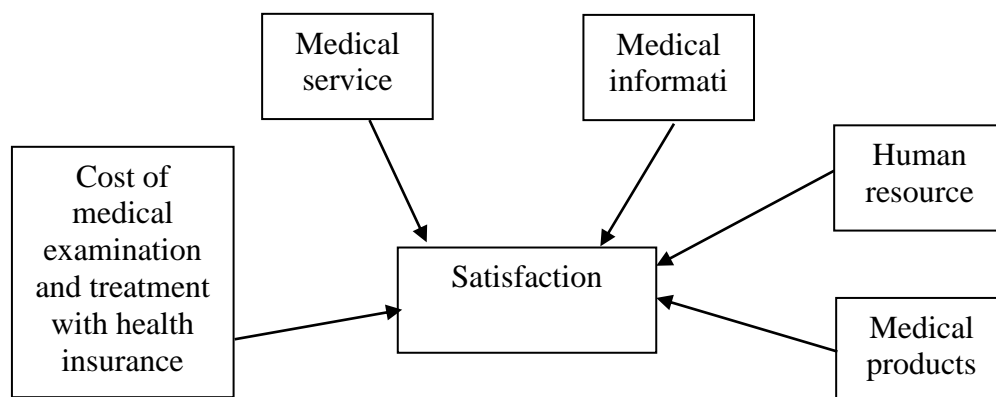 Medical
service
Medical
informati
Human
resource
Cost of
medical
examination
and treatment
with health
insurance
Satisfaction
Medical
products